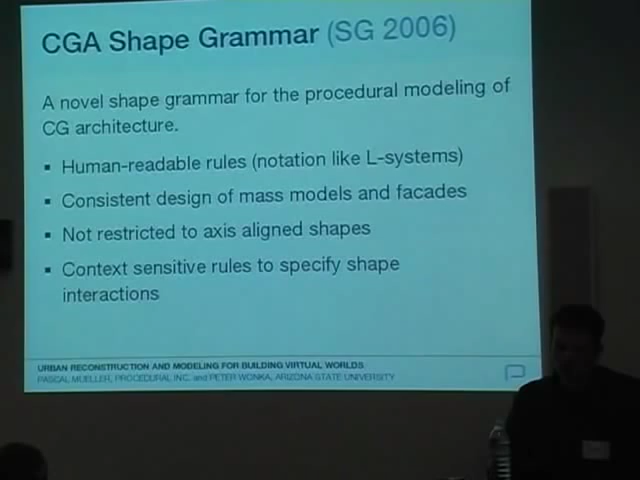 CGA Shape Grammar (SG 2006)
A novel shape grammar for the procedural modeling of
CG architecture.
▪ Human-readable rules (notation like L-systems)
▪ Consistent design of mass models and facades
▪ Not restricted to axis aligned shapes
▪ Context sensitive rules to specify shape
interactions
URBAN RECONSTRUCTION AND MODELING FOR BUILDING VIRTUAL WORLDS
PASCAL MUELLER, PROCEDURAL INC. and PETER WONKA, ARIZONA STATE UNIVERSITY